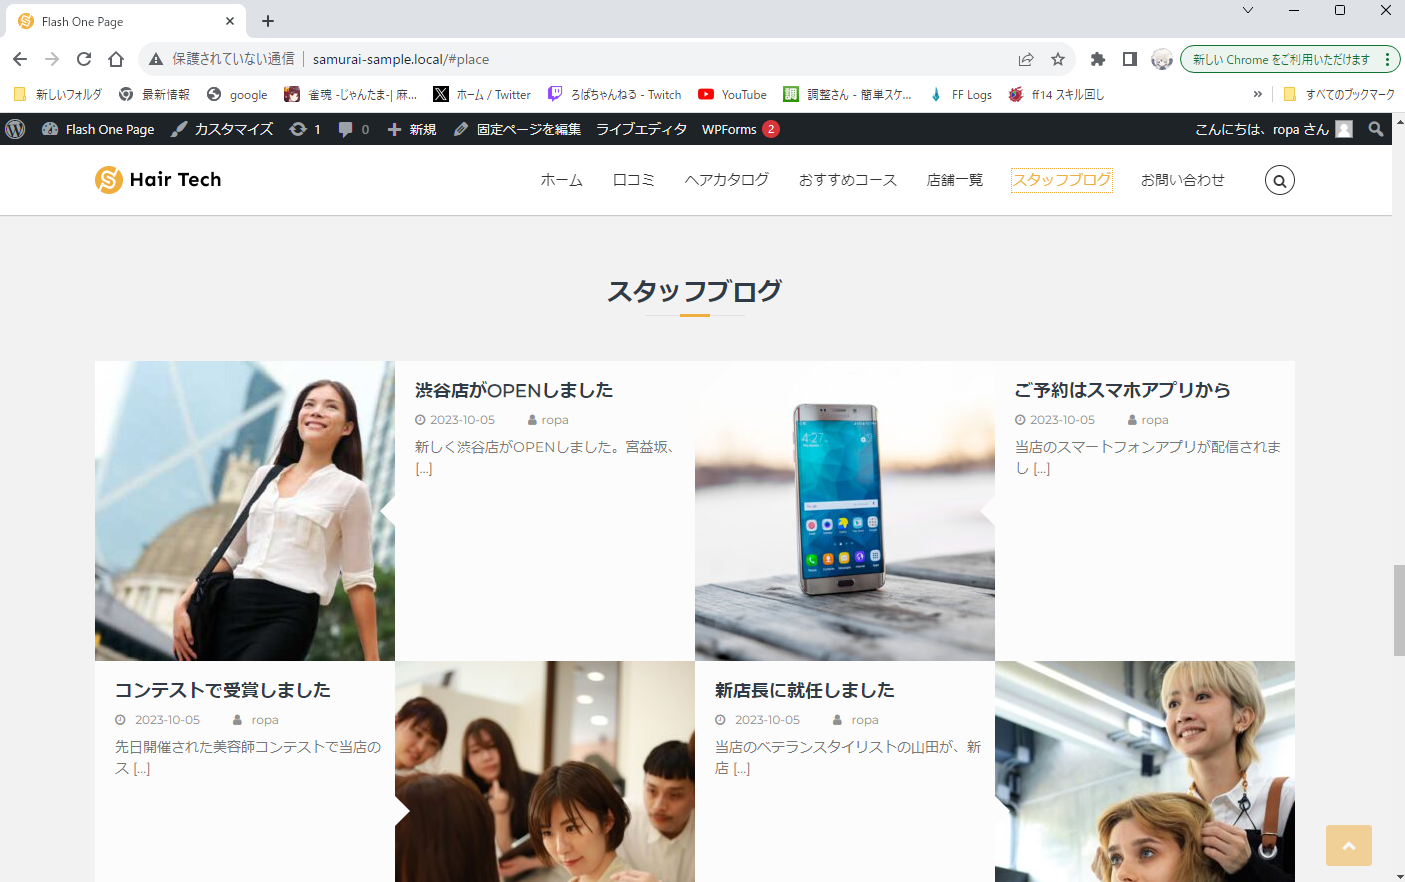 Flash One Page
保護されていない通信 samurai-sample.local/#place 新しい Chrome をご利用いただけます
新しいフォルダ 最新情報 google 雀魂 -じゃんたま-| 麻... ホーム / Twitter ろぱちゃんねる - Twitch YouTube 調整さん - 簡単スケ... FF Logs ff14 スキル回し » すべてのブックマーク
Flash One Page カスタマイズ 1 0 新規 固定ページを編集 ライブエディタ WPForms 2 こんにちは、ropa さん
Hair Tech ホーム 口コミ ヘアカタログ おすすめコース 店舗一覧 スタッフブログ お問い合わせ
スタッフブログ
渋谷店がOPENしました
2023-10-05 ropa
新しく渋谷店がOPENしました。宮益坂、
[...]
4:27
ご予約はスマホアプリから
2023-10-05 ropa
当店のスマートフォンアプリが配信されま
し [...]
コンテストで受賞しました
2023-10-05 ropa
先日開催された美容師コンテストで当店の
ス [...]
新店長に就任しました
2023-10-05 ropa
当店のベテランスタイリストの山田が、新
店 [...]